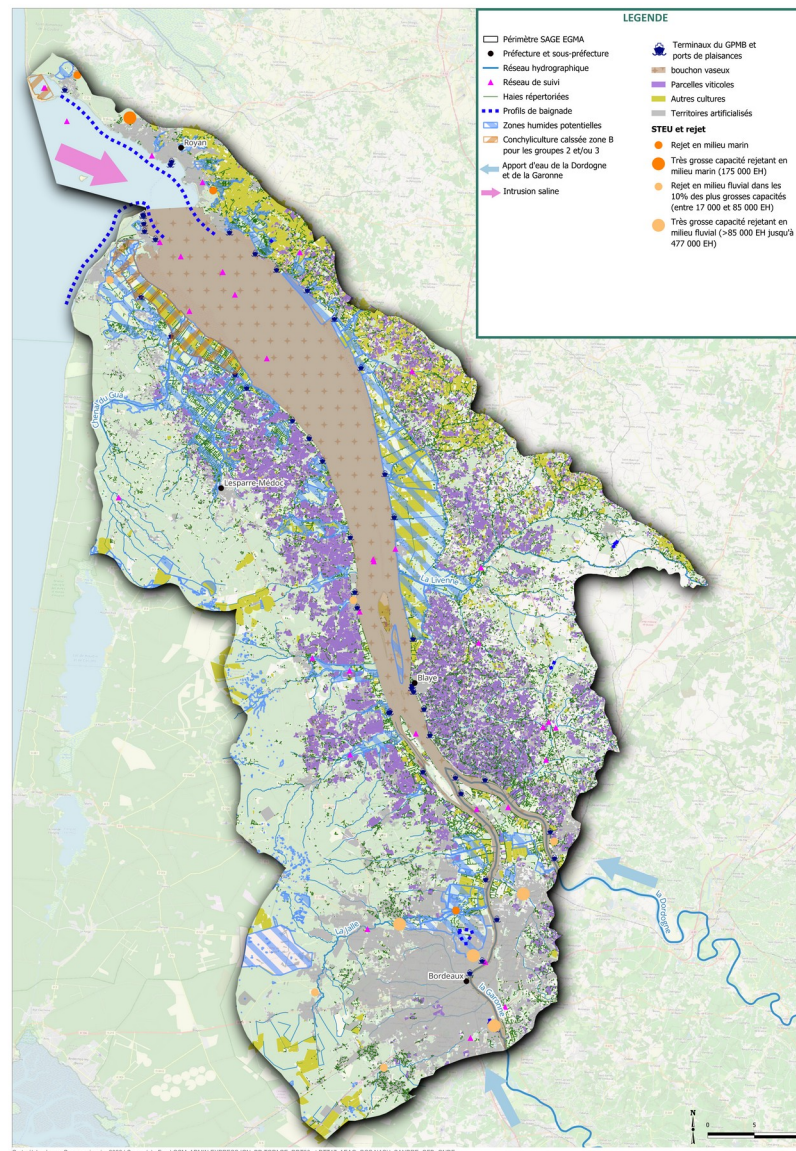 LEGENDE
Périmètre SAGE EGMA
Préfecture et sous-préfecture
Réseau hydrographique
Réseau de suivi
Haies répertoriées
Profils de baignade
Zones humides potentielles
Conchyliculture calssée zone B
pour les groupes 2 et/ou 3
Apport d'eau de la Dordogne
et de la Garonne
Intrusion saline
Terminaux du GPMB et
ports de plaisances
bouchon vaseux
Parcelles viticoles
Autres cultures
Territoires artificialisés
STEU et rejet
Rejet en milieu marin
Très grosse capacité rejetant en
milieu marin (175 000 EH)
Rejet en milieu fluvial dans les
10% des plus grosses capacités
(entre 17 000 et 85 000 EH)
Très grosse capacité rejetant en
milieu fluvial (>85 000 EH jusqu'à
477 000 EH)
Royan
Chenal du Gua
Lesparre-Médoc
La Livenne
Blaye
la Dordogne
La Jalle
Bordeaux
la Garonne
N
0 5